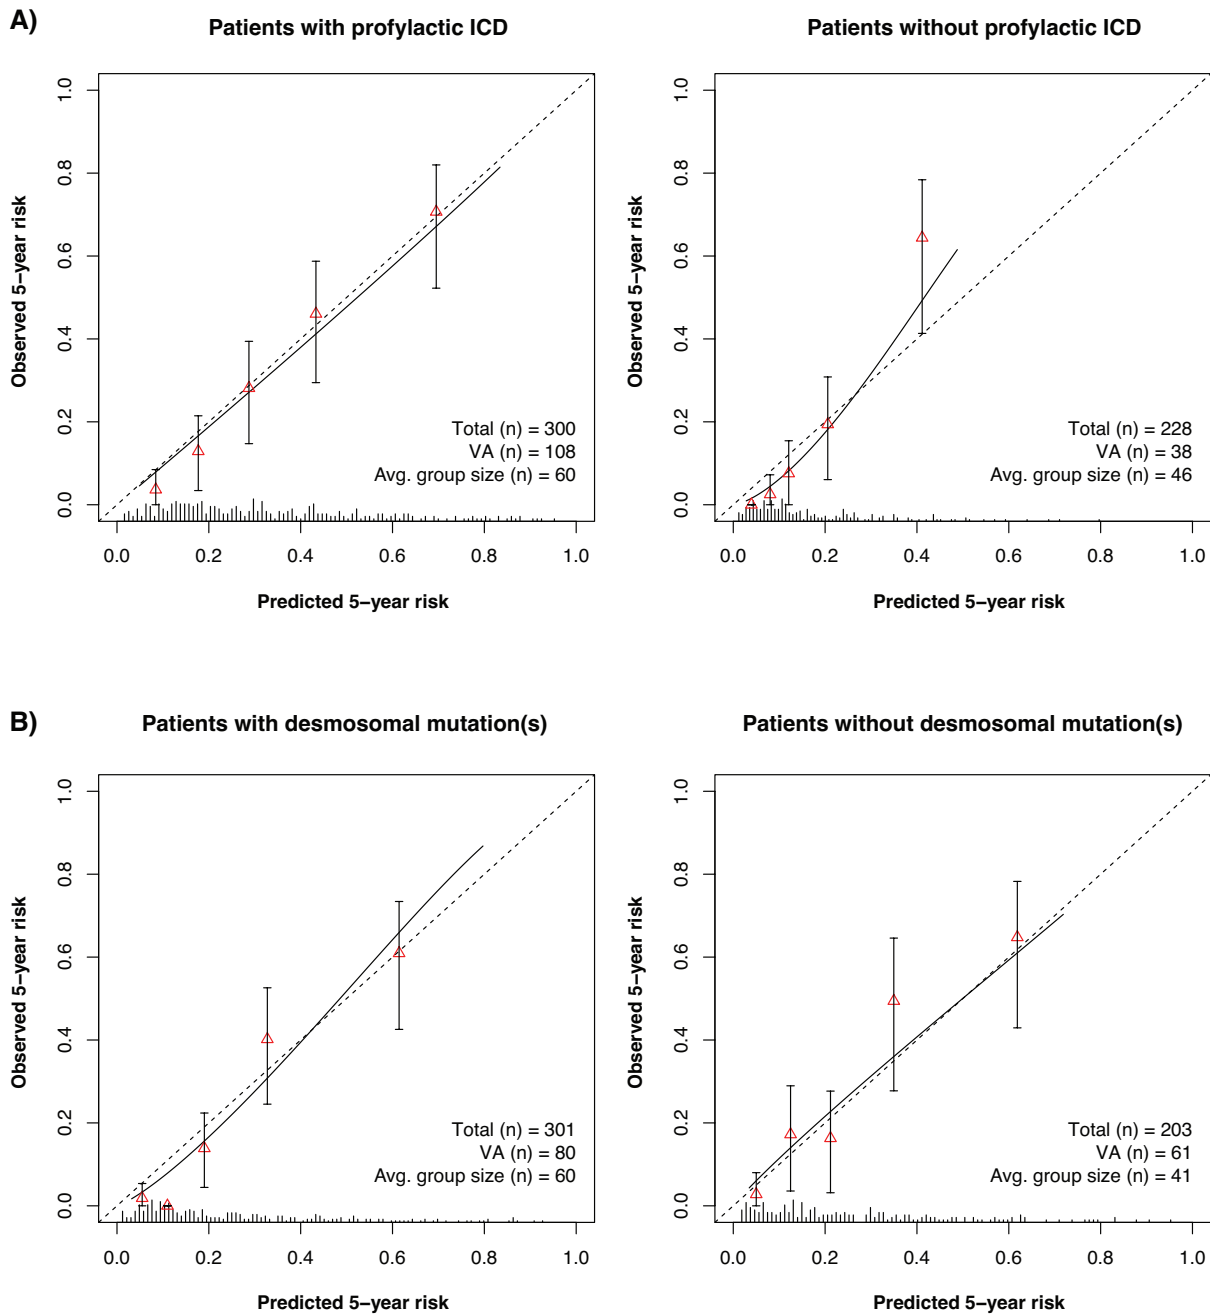 A)
Patients with profylactic ICD
Patients without profylactic ICD
Observed 5−year risk
1.0
0.8
0.6
0.4
0.2
0.0
Total (n) = 300
VA (n) = 108
Avg. group size (n) = 60
0.0 0.2 0.4 0.6 0.8 1.0
Predicted 5−year risk
Observed 5−year risk
1.0
0.8
0.6
0.4
0.2
0.0
Total (n) = 228
VA (n) = 38
Avg. group size (n) = 46
0.0 0.2 0.4 0.6 0.8 1.0
Predicted 5−year risk
B)
Patients with desmosomal mutation(s)
Patients without desmosomal mutation(s)
Observed 5−year risk
1.0
0.8
0.6
0.4
0.2
0.0
Total (n) = 301
VA (n) = 80
Avg. group size (n) = 60
0.0 0.2 0.4 0.6 0.8 1.0
Predicted 5−year risk
Observed 5−year risk
1.0
0.8
0.6
0.4
0.2
0.0
Total (n) = 203
VA (n) = 61
Avg. group size (n) = 41
0.0 0.2 0.4 0.6 0.8 1.0
Predicted 5−year risk